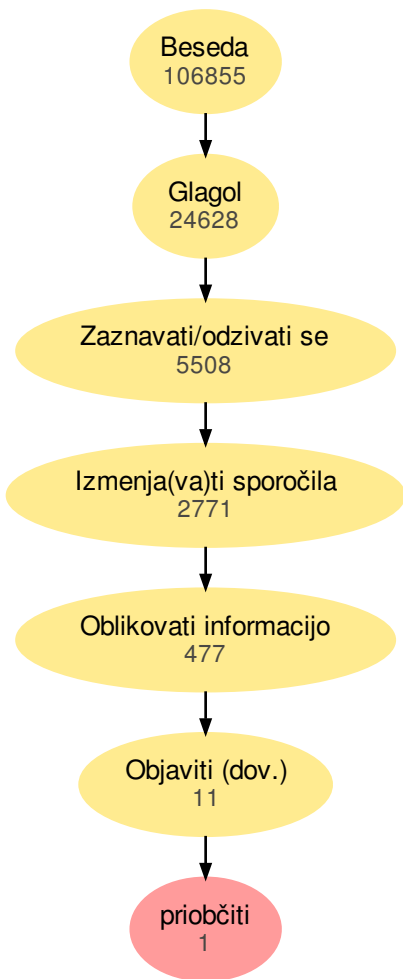 Beseda
106855
Glagol
24628
Zaznavati/odzivati se
5508
Izmenja(va)ti sporočila
2771
Oblikovati informacijo
477
Objaviti (dov.)
11
priobčiti
1